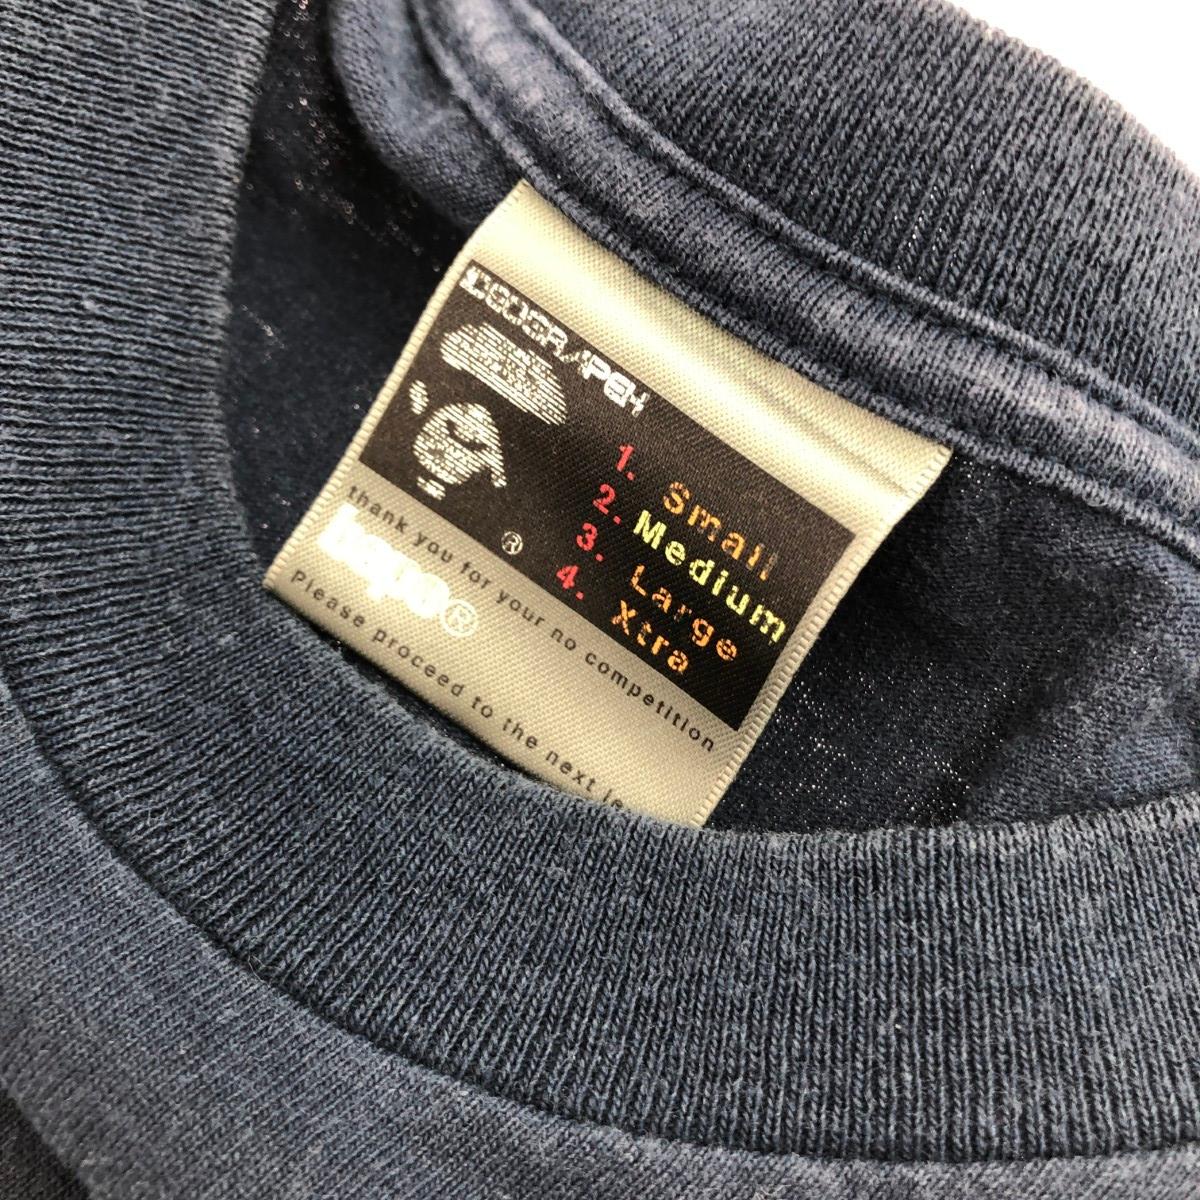 1. Small
2. Medium
3. Large
4. Xtra
®
thank you for your no competition
bape®
Please proceed to the next